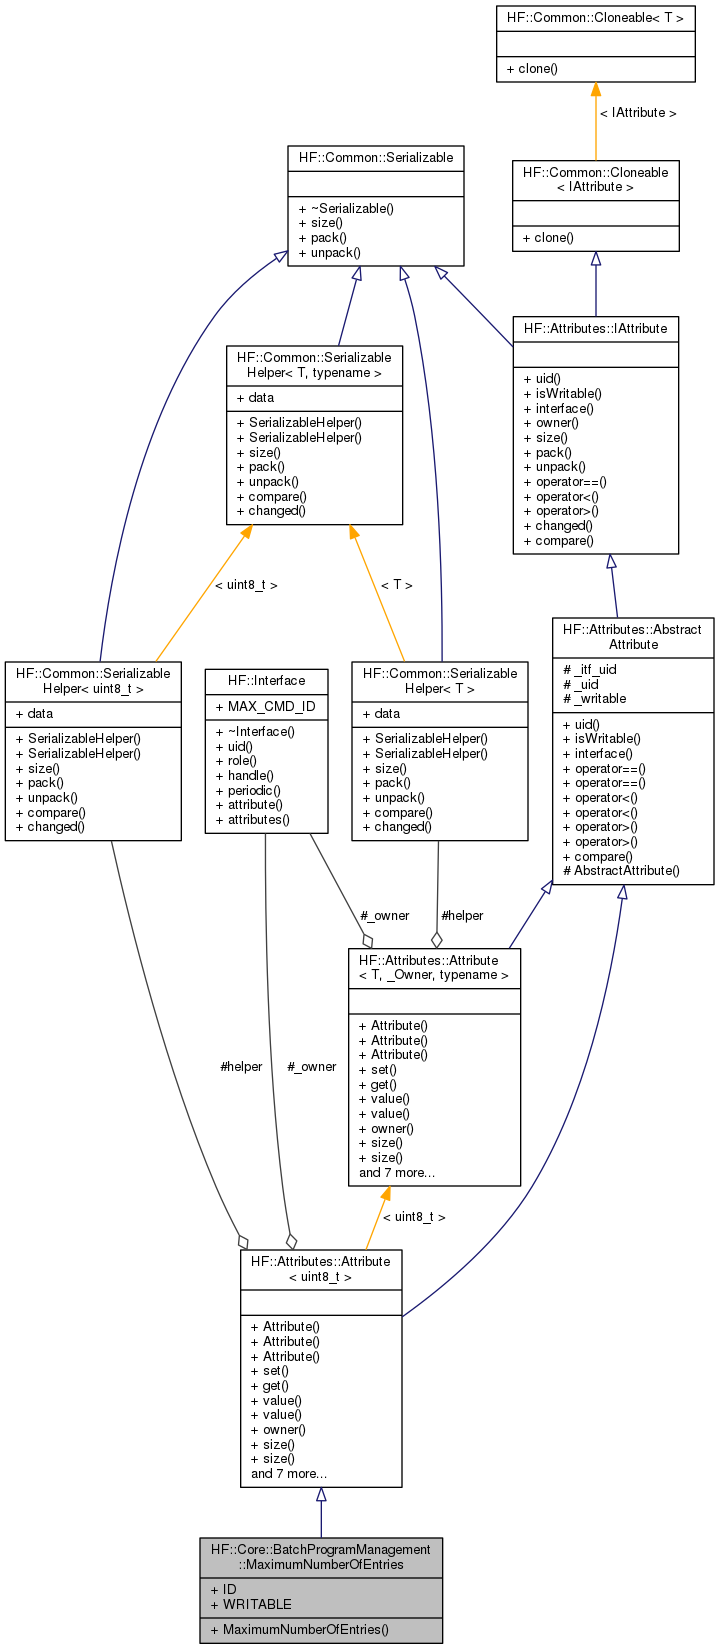 HF::Common::Cloneable< T >
+ clone()
< IAttribute >
HF::Common::Serializable
+ ~Serializable()
+ size()
+ pack()
+ unpack()
HF::Common::Cloneable
< IAttribute >
+ clone()
HF::Attributes::IAttribute
+ uid()
+ isWritable()
+ interface()
+ owner()
+ size()
+ pack()
+ unpack()
+ operator==()
+ operator<()
+ operator>()
+ changed()
+ compare()
HF::Common::Serializable
Helper< T, typename >
+ data
+ SerializableHelper()
+ SerializableHelper()
+ size()
+ pack()
+ unpack()
+ compare()
+ changed()
< uint8_t >
< T >
HF::Attributes::Abstract
Attribute
# _itf_uid
# _uid
# _writable
+ uid()
+ isWritable()
+ interface()
+ operator==()
+ operator==()
+ operator<()
+ operator<()
+ operator>()
+ operator>()
+ compare()
# AbstractAttribute()
HF::Common::Serializable
Helper< uint8_t >
+ data
+ SerializableHelper()
+ SerializableHelper()
+ size()
+ pack()
+ unpack()
+ compare()
+ changed()
HF::Interface
+ MAX_CMD_ID
+ ~Interface()
+ uid()
+ role()
+ handle()
+ periodic()
+ attribute()
+ attributes()
HF::Common::Serializable
Helper< T >
+ data
+ SerializableHelper()
+ SerializableHelper()
+ size()
+ pack()
+ unpack()
+ compare()
+ changed()
#_owner
#helper
HF::Attributes::Attribute
< T, _Owner, typename >
+ Attribute()
+ Attribute()
+ Attribute()
+ set()
+ get()
+ value()
+ value()
+ owner()
+ size()
+ size()
and 7 more...
#helper
#_owner
< uint8_t >
HF::Attributes::Attribute
< uint8_t >
+ Attribute()
+ Attribute()
+ Attribute()
+ set()
+ get()
+ value()
+ value()
+ owner()
+ size()
+ size()
and 7 more...
HF::Core::BatchProgramManagement
::MaximumNumberOfEntries
+ ID
+ WRITABLE
+ MaximumNumberOfEntries()